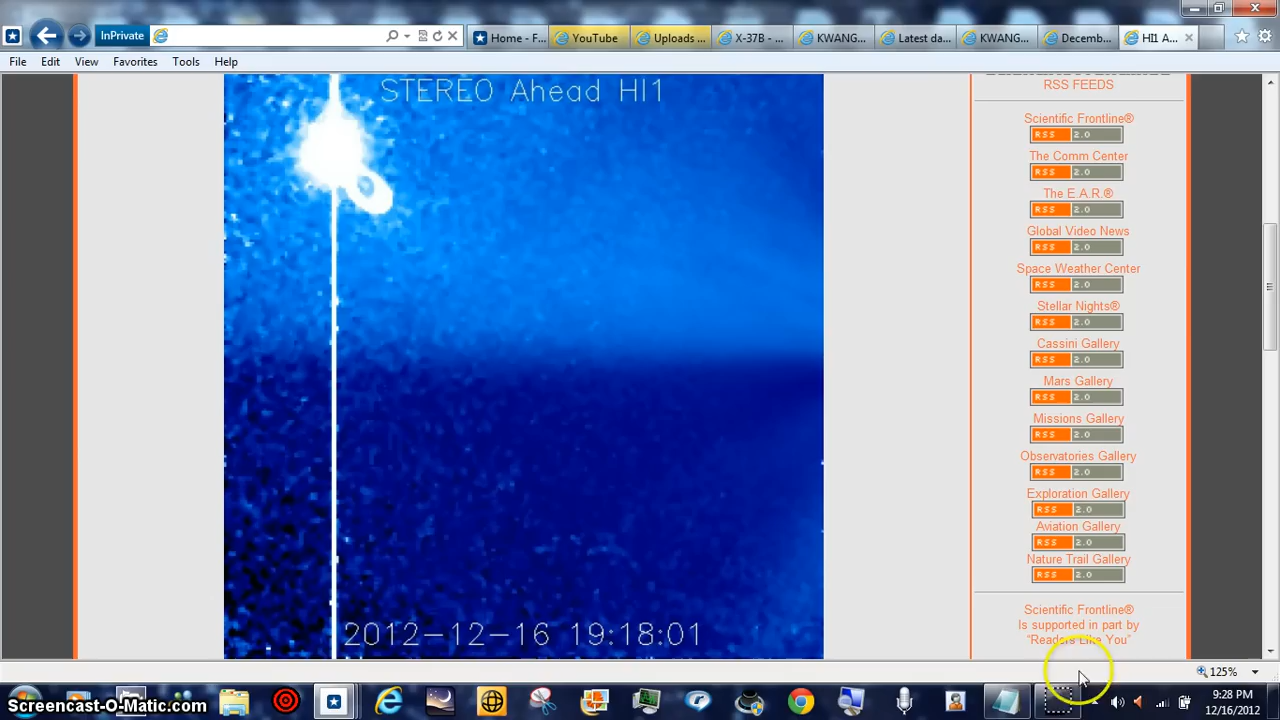 InPrivate
Home - F...
YouTube
Uploads ...
X-37B - ...
KWANG...
Latest da...
KWANG...
Decemb...
HI1 A...
File Edit View Favorites Tools Help
STEREO Ahead HI1
2012-12-16 19:18:01
RSS FEEDS
Scientific Frontline®
RSS 2.0
The Comm Center
RSS 2.0
The E.A.R.®
RSS 2.0
Global Video News
RSS 2.0
Space Weather Center
RSS 2.0
Stellar Nights®
RSS 2.0
Cassini Gallery
RSS 2.0
Mars Gallery
RSS 2.0
Missions Gallery
RSS 2.0
Observatories Gallery
RSS 2.0
Exploration Gallery
RSS 2.0
Aviation Gallery
RSS 2.0
Nature Trail Gallery
RSS 2.0
Scientific Frontline®
Is supported in part by
“Readers Like You”
125%
Screencast-O-Matic.com
9:28 PM
12/16/2012